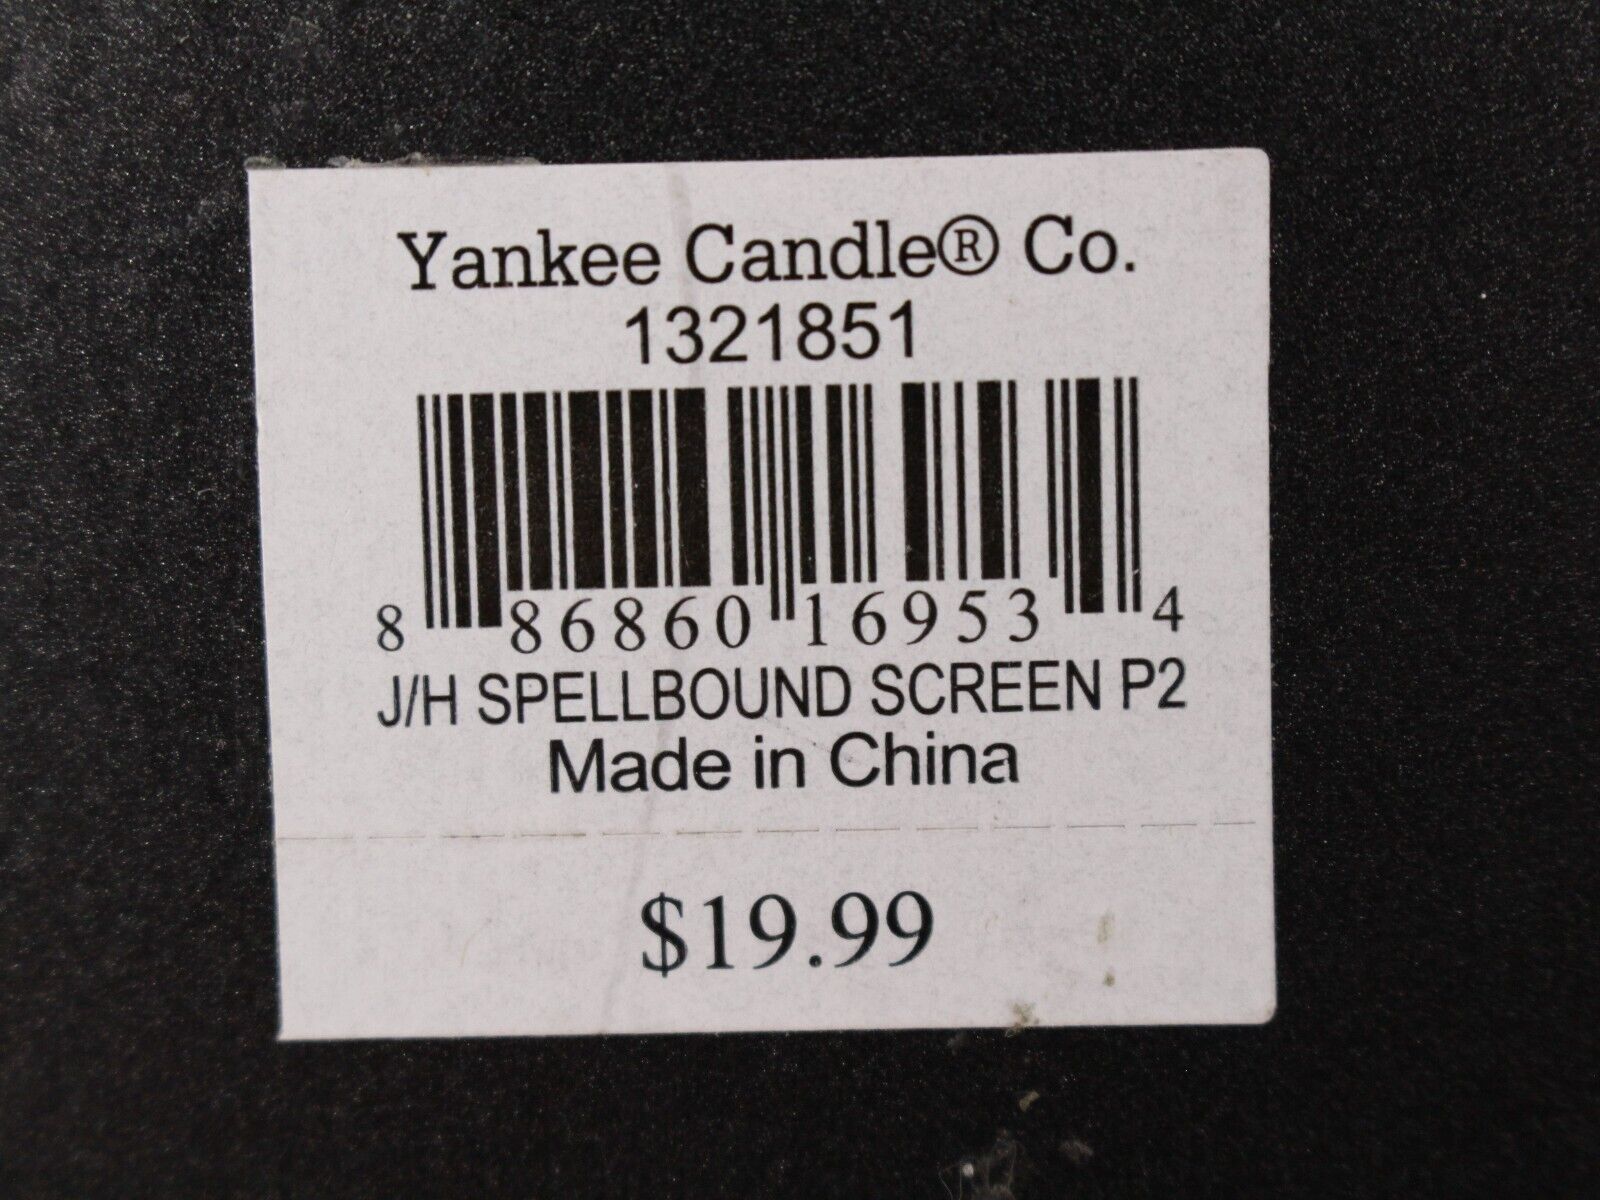 Yankee Candle® Co.
1321851
8 86860 16953 4
J/H SPELLBOUND SCREEN P2
Made in China
$19.99